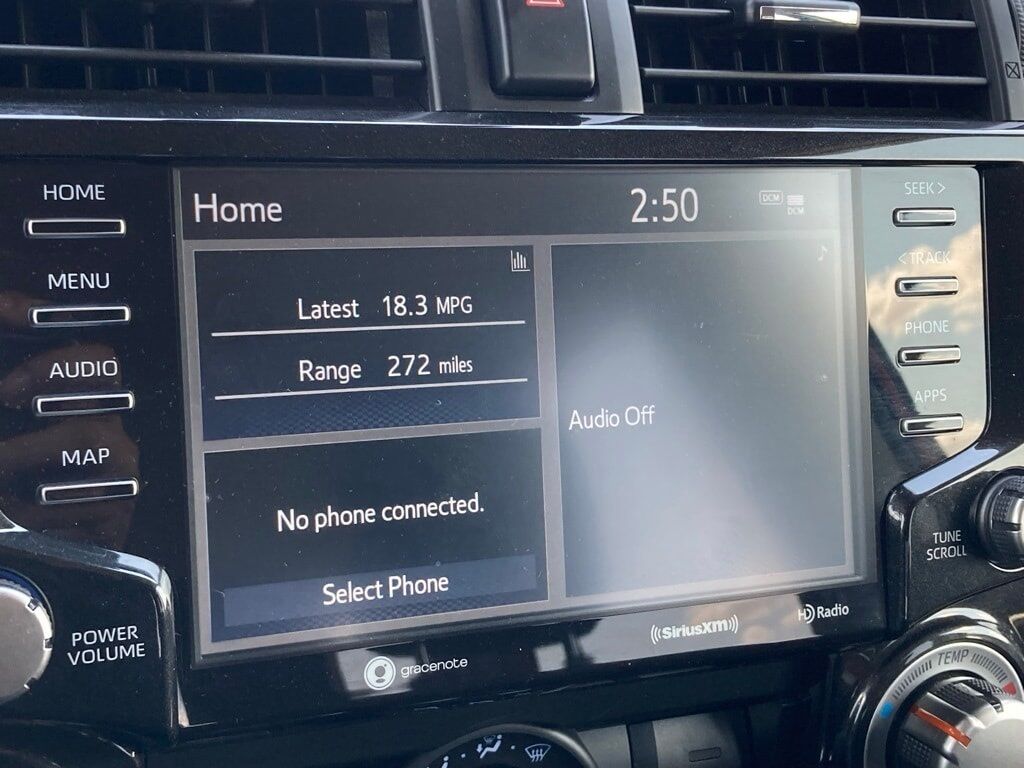 HOME
MENU
AUDIO
MAP
POWER
VOLUME
Home
2:50
DCM
DCM
Latest 18.3 MPG
Range 272 miles
No phone connected.
Select Phone
Audio Off
SEEK >
< TRACK
PHONE
APPS
TUNE
SCROLL
gracenote
((SiriusXM))
HD Radio
TEMP